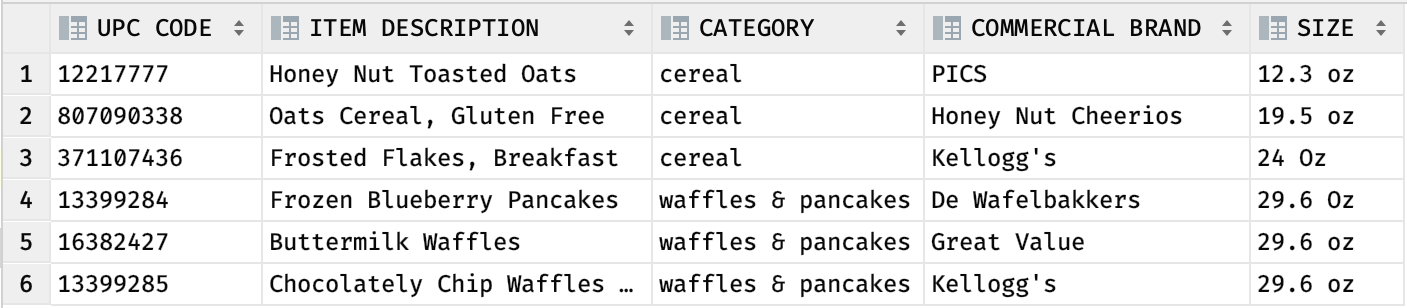 UPC CODE ITEM DESCRIPTION CATEGORY COMMERCIAL BRAND SIZE
1 12217777 Honey Nut Toasted Oats cereal PICS 12.3 oz
2 807090338 Oats Cereal, Gluten Free cereal Honey Nut Cheerios 19.5 oz
3 371107436 Frosted Flakes, Breakfast cereal Kellogg's 24 Oz
4 13399284 Frozen Blueberry Pancakes waffles & pancakes De Wafelbakkers 29.6 Oz
5 16382427 Buttermilk Waffles waffles & pancakes Great Value 29.6 oz
6 13399285 Chocolately Chip Waffles … waffles & pancakes Kellogg's 29.6 oz